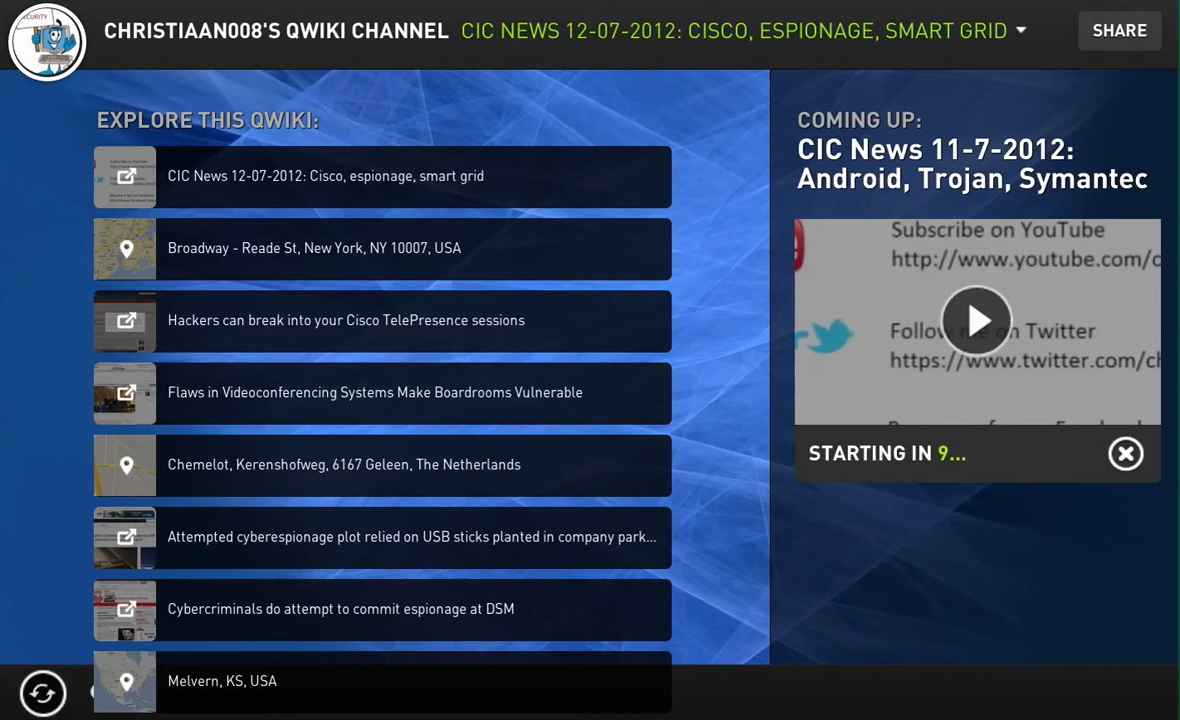 CHRISTIAAN008'S QWIKI CHANNEL CIC NEWS 12-07-2012: CISCO, ESPIONAGE, SMART GRID
SHARE
EXPLORE THIS QWIKI:
CIC News 12-07-2012: Cisco, espionage, smart grid
Broadway - Reade St, New York, NY 10007, USA
Hackers can break into your Cisco TelePresence sessions
Flaws in Videoconferencing Systems Make Boardrooms Vulnerable
Chemelot, Kerenshofweg, 6167 Geleen, The Netherlands
Attempted cyberespionage plot relied on USB sticks planted in company park...
Cybercriminals do attempt to commit espionage at DSM
Melvern, KS, USA
COMING UP:
CIC News 11-7-2012:
Android, Trojan, Symantec
Subscribe on YouTube
http://www.youtube.com/c
Follow me on Twitter
https://www.twitter.com/ch
STARTING IN 9...